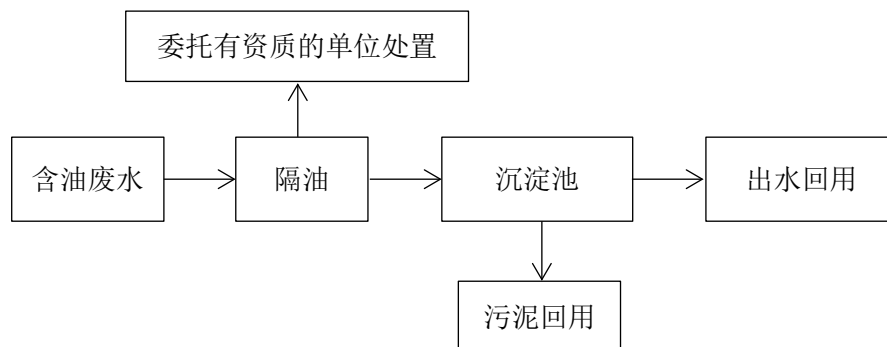 委托有资质的单位处置
含油废水
隔油
沉淀池
出水回用
污泥回用